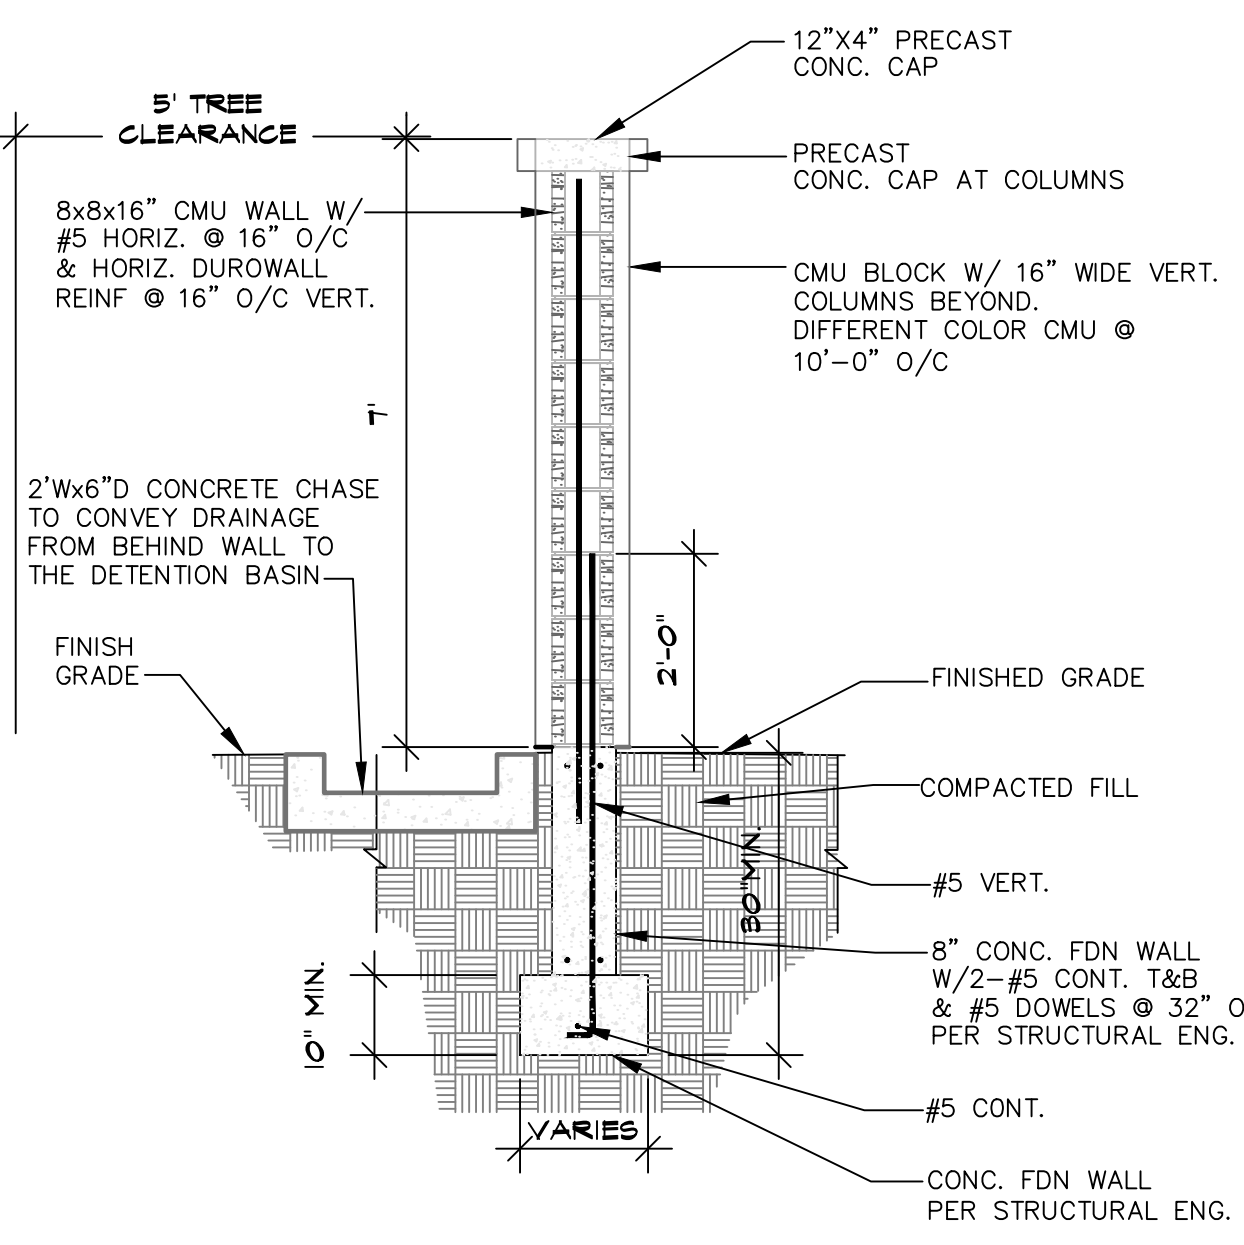 12”X4” PRECAST
CONC. CAP
5' TREE
CLEARANCE
PRECAST
CONC. CAP AT COLUMNS
8x8x16” CMU WALL W/
#5 HORIZ. @ 16” O/C
& HORIZ. DUROWALL
REINF @ 16” O/C VERT.
CMU BLOCK W/ 16” WIDE VERT.
COLUMNS BEYOND.
DIFFERENT COLOR CMU @
10’-0” O/C
7'
2’Wx6”D CONCRETE CHASE
TO CONVEY DRAINAGE
FROM BEHIND WALL TO
THE DETENTION BASIN
2'-0"
FINISH
GRADE
FINISHED GRADE
COMPACTED FILL
30" MIN.
#5 VERT.
8” CONC. FDN WALL
W/2-#5 CONT. T&B
& #5 DOWELS @ 32” O
PER STRUCTURAL ENG.
10" MIN.
#5 CONT.
VARIES
CONC. FDN WALL
PER STRUCTURAL ENG.